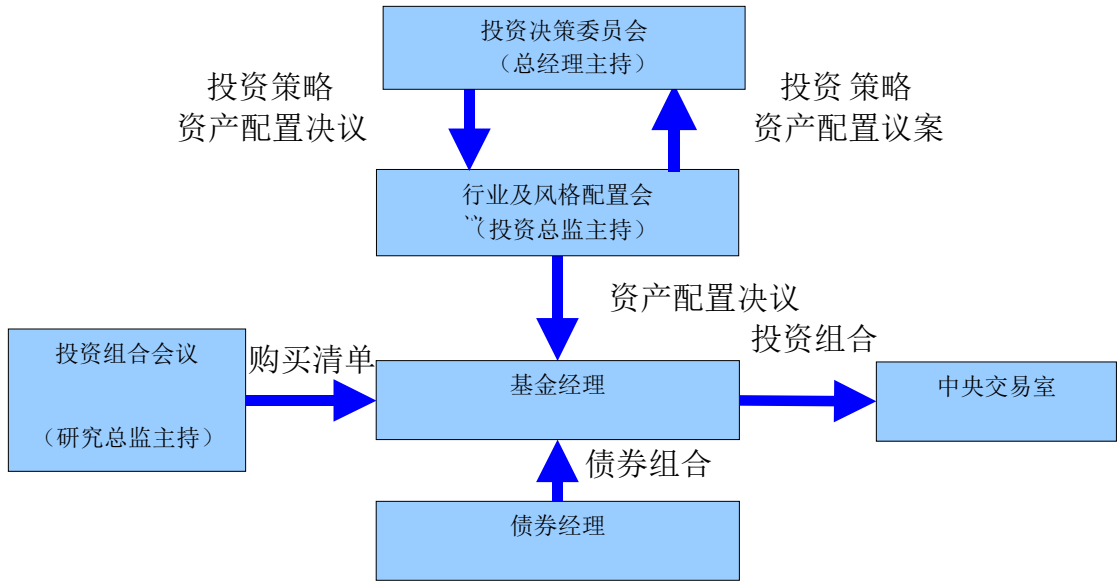 投资决策委员会
（总经理主持）
投资策略
资产配置决议
投资 策略
资产配置议案
行业及风格配置会
（投资总监主持）
资产配置决议
投资组合
投资组合会议
（研究总监主持）
购买清单
基金经理
中央交易室
债券组合
债券经理